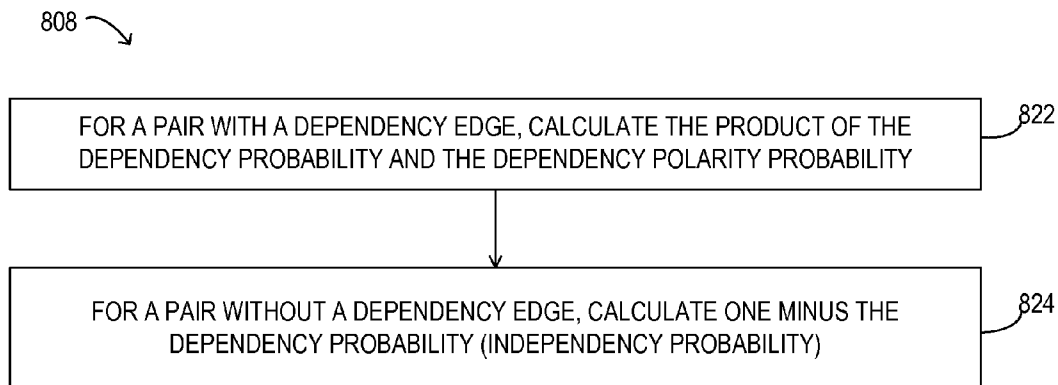 808
FOR A PAIR WITH A DEPENDENCY EDGE, CALCULATE THE PRODUCT OF THE
DEPENDENCY PROBABILITY AND THE DEPENDENCY POLARITY PROBABILITY
822
FOR A PAIR WITHOUT A DEPENDENCY EDGE, CALCULATE ONE MINUS THE
DEPENDENCY PROBABILITY (INDEPENDENCY PROBABILITY)
824